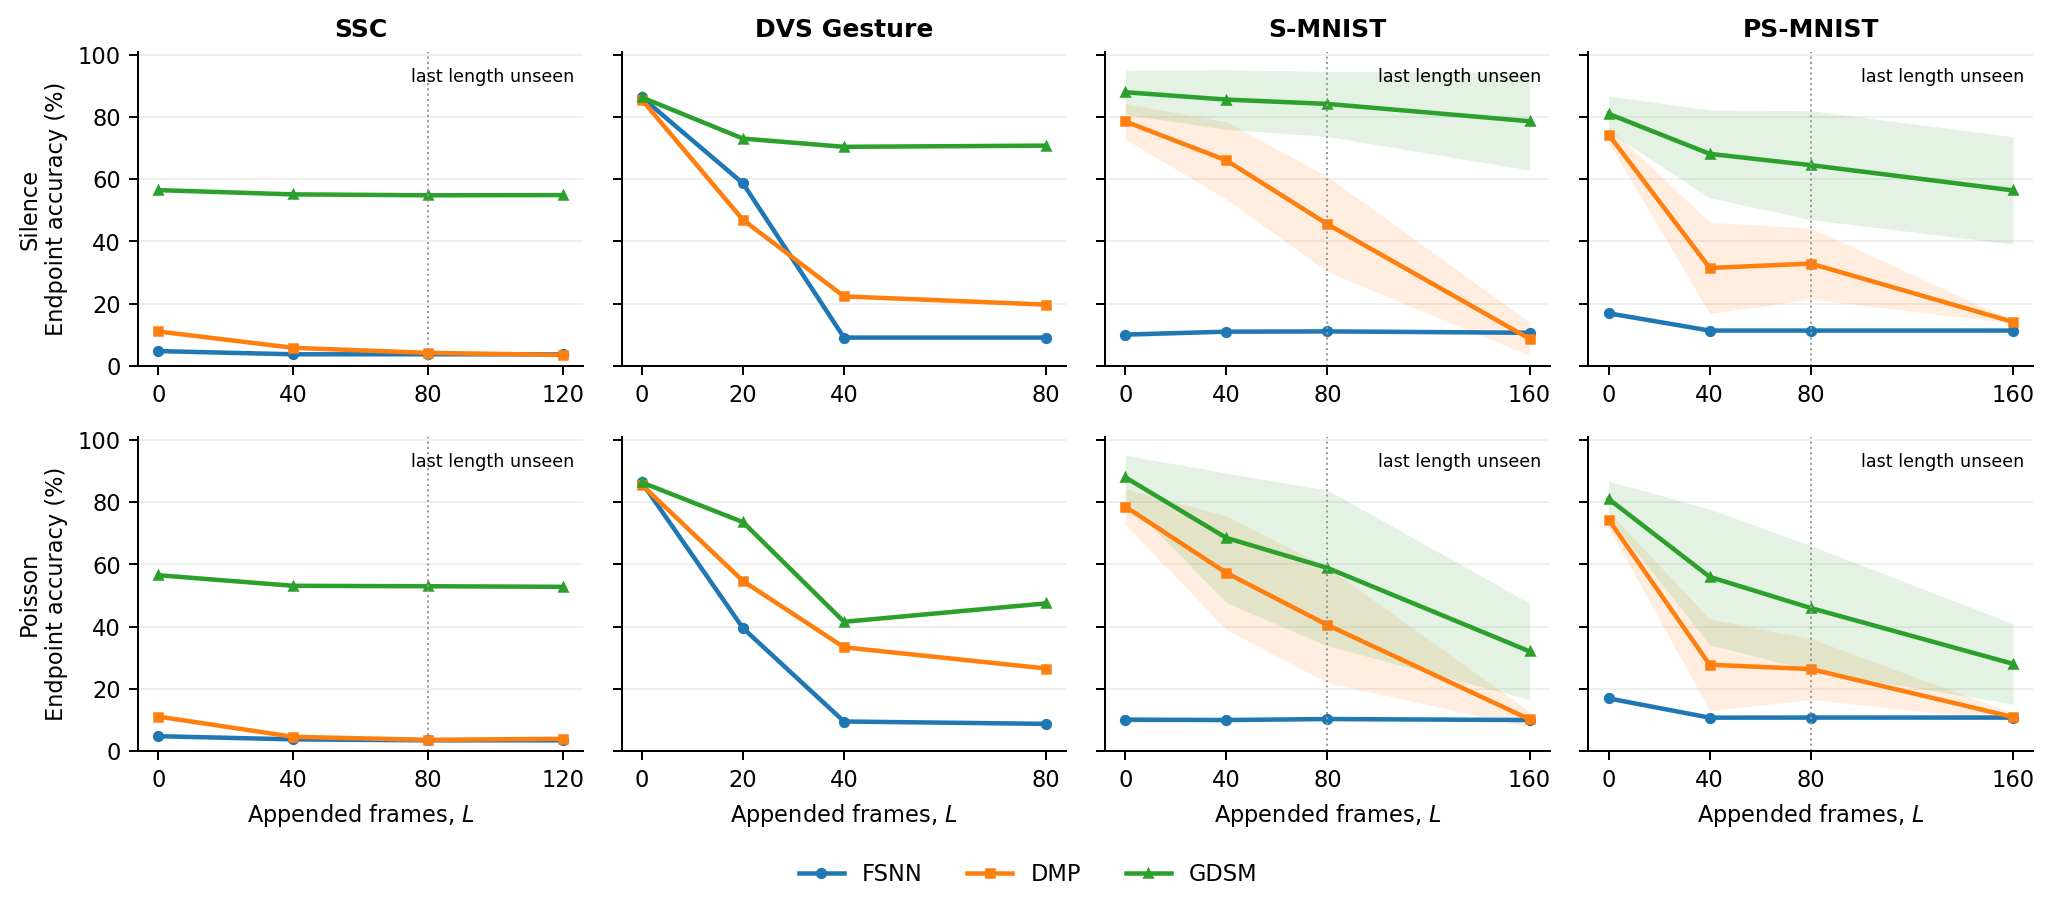 SSC
DVS Gesture
S-MNIST
PS-MNIST
Silence
Endpoint accuracy (%)
100
80
60
40
20
0
last length unseen
last length unseen
last length unseen
0 40 80 120
0 20 40 80
0 40 80 160
0 40 80 160
Poisson
Endpoint accuracy (%)
100
80
60
40
20
0
last length unseen
last length unseen
last length unseen
0 40 80 120
0 20 40 80
0 40 80 160
0 40 80 160
Appended frames, L
Appended frames, L
Appended frames, L
Appended frames, L
FSNN
DMP
GDSM